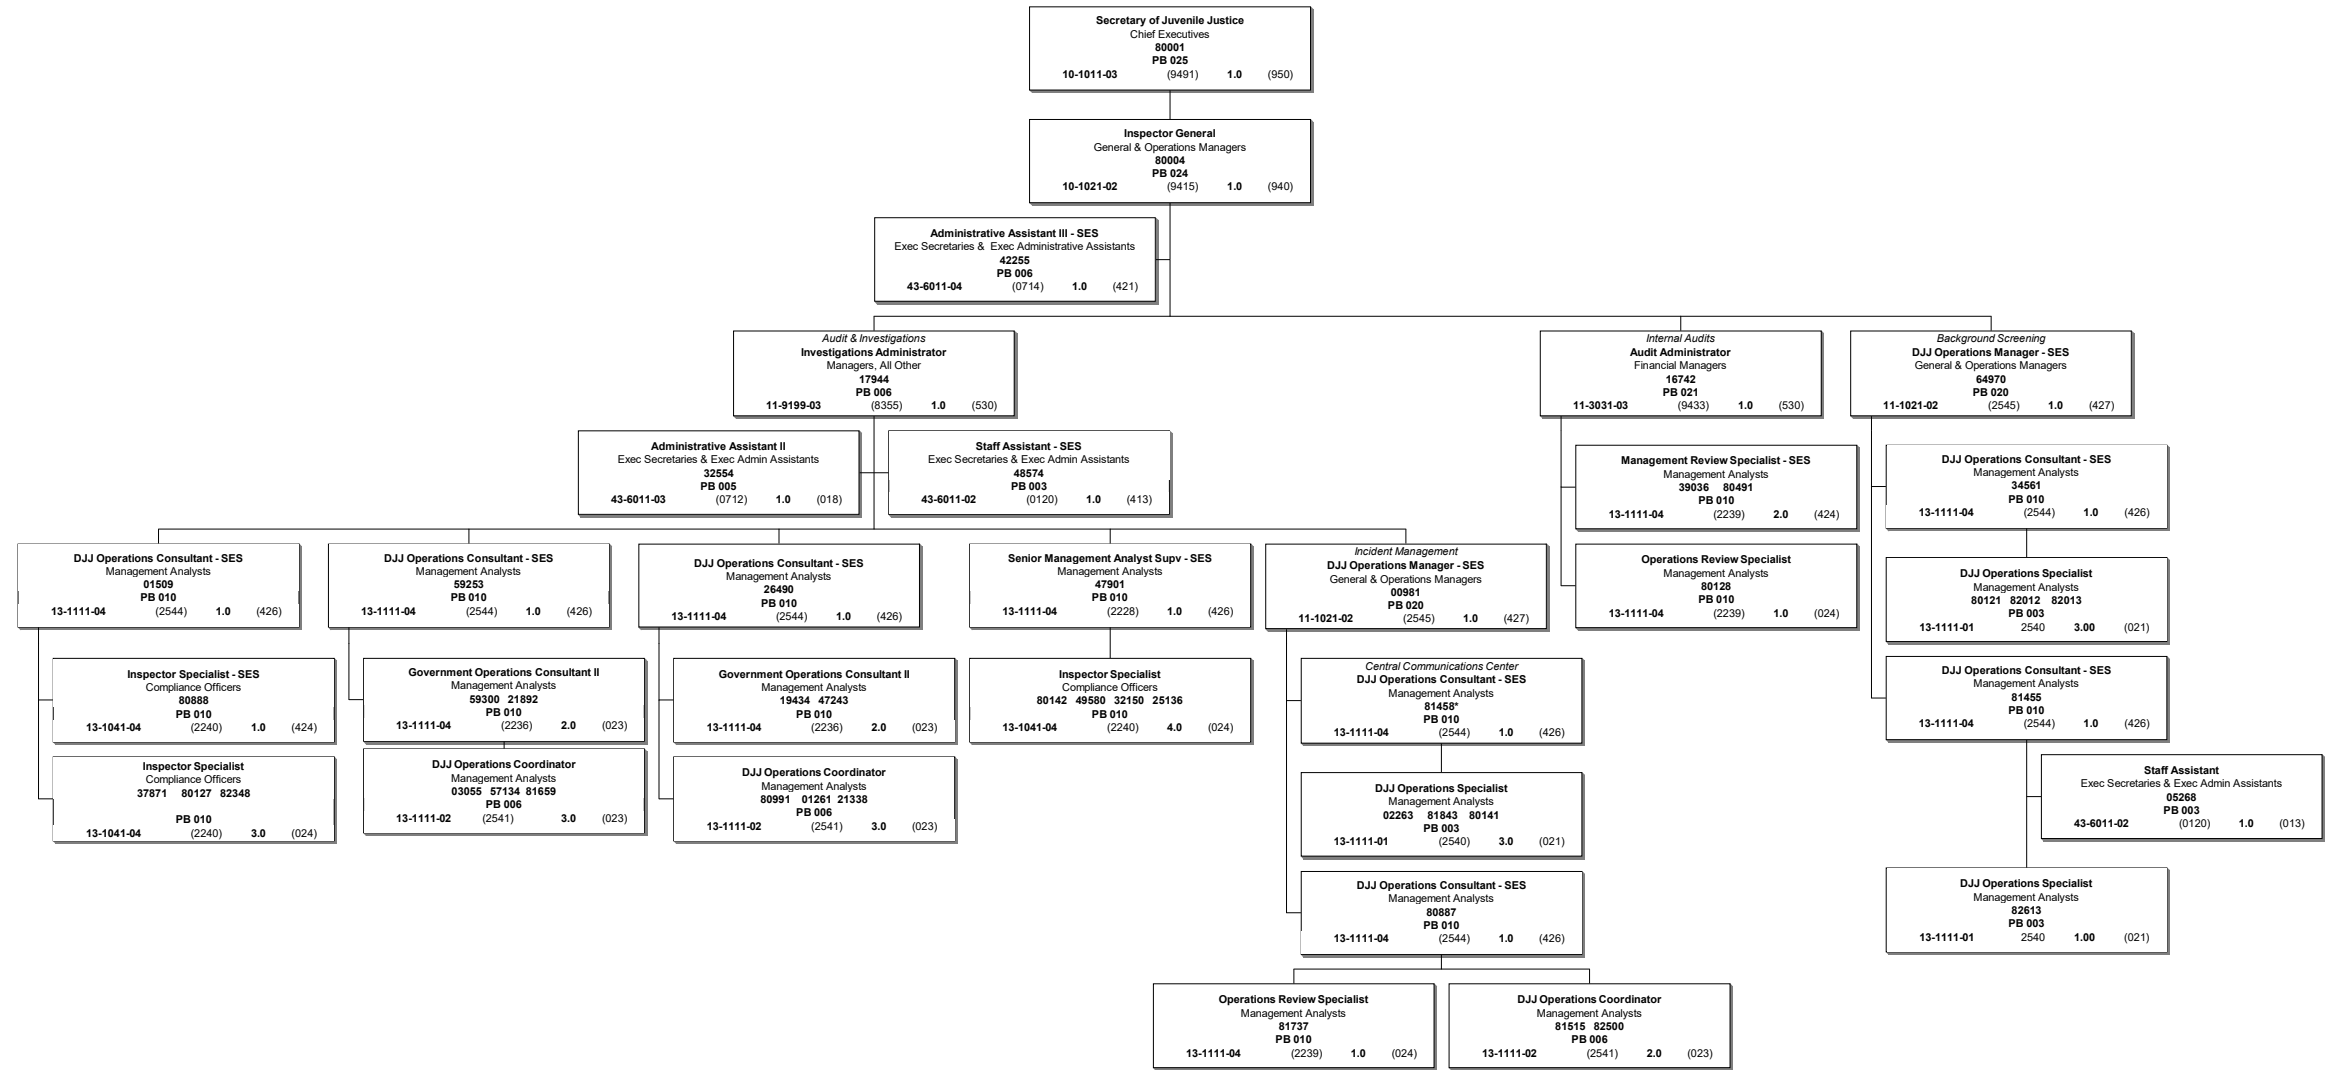 Secretary of Juvenile Justice
Chief Executives
80001
PB 025
10-1011-03 (9491) 1.0 (950)
Inspector General
General & Operations Managers
80004
PB 024
10-1021-02 (9415) 1.0 (940)
Administrative Assistant III - SES
Exec Secretaries & Exec Administrative Assistants
42255
PB 006
43-6011-04 (0714) 1.0 (421)
Audit & Investigations
Investigations Administrator
Managers, All Other
17944
PB 006
11-9199-03 (8355) 1.0 (530)
Internal Audits
Audit Administrator
Financial Managers
16742
PB 021
11-3031-03 (9433) 1.0 (530)
Background Screening
DJJ Operations Manager - SES
General & Operations Managers
64970
PB 020
11-1021-02 (2545) 1.0 (427)
Administrative Assistant II
Exec Secretaries & Exec Admin Assistants
32554
PB 005
43-6011-03 (0712) 1.0 (018)
Staff Assistant - SES
Exec Secretaries & Exec Admin Assistants
48574
PB 003
43-6011-02 (0120) 1.0 (413)
Management Review Specialist - SES
Management Analysts
39036 80491
PB 010
13-1111-04 (2239) 2.0 (424)
DJJ Operations Consultant - SES
Management Analysts
34561
PB 010
13-1111-04 (2544) 1.0 (426)
DJJ Operations Consultant - SES
Management Analysts
01509
PB 010
13-1111-04 (2544) 1.0 (426)
DJJ Operations Consultant - SES
Management Analysts
59253
PB 010
13-1111-04 (2544) 1.0 (426)
DJJ Operations Consultant - SES
Management Analysts
26490
PB 010
13-1111-04 (2544) 1.0 (426)
Senior Management Analyst Supv - SES
Management Analysts
47901
PB 010
13-1111-04 (2228) 1.0 (426)
Incident Management
DJJ Operations Manager - SES
General & Operations Managers
00981
PB 020
11-1021-02 (2545) 1.0 (427)
Operations Review Specialist
Management Analysts
80128
PB 010
13-1111-04 (2239) 1.0 (024)
DJJ Operations Specialist
Management Analysts
80121 82012 82013
PB 003
13-1111-01 2540 3.00 (021)
Inspector Specialist - SES
Compliance Officers
80888
PB 010
13-1041-04 (2240) 1.0 (424)
Government Operations Consultant II
Management Analysts
59300 21892
PB 010
13-1111-04 (2236) 2.0 (023)
Government Operations Consultant II
Management Analysts
19434 47243
PB 010
13-1111-04 (2236) 2.0 (023)
Inspector Specialist
Compliance Officers
80142 49580 32150 25136
PB 010
13-1041-04 (2240) 4.0 (024)
Central Communications Center
DJJ Operations Consultant - SES
Management Analysts
81458*
PB 010
13-1111-04 (2544) 1.0 (426)
DJJ Operations Consultant - SES
Management Analysts
81455
PB 010
13-1111-04 (2544) 1.0 (426)
Inspector Specialist
Compliance Officers
37871 80127 82348
PB 010
13-1041-04 (2240) 3.0 (024)
DJJ Operations Coordinator
Management Analysts
03055 57134 81659
PB 006
13-1111-02 (2541) 3.0 (023)
DJJ Operations Coordinator
Management Analysts
80991 01261 21338
PB 006
13-1111-02 (2541) 3.0 (023)
DJJ Operations Specialist
Management Analysts
02263 81843 80141
PB 003
13-1111-01 (2540) 3.0 (021)
Staff Assistant
Exec Secretaries & Exec Admin Assistants
05268
PB 003
43-6011-02 (0120) 1.0 (013)
DJJ Operations Consultant - SES
Management Analysts
80887
PB 010
13-1111-04 (2544) 1.0 (426)
DJJ Operations Specialist
Management Analysts
82613
PB 003
13-1111-01 2540 1.00 (021)
Operations Review Specialist
Management Analysts
81737
PB 010
13-1111-04 (2239) 1.0 (024)
DJJ Operations Coordinator
Management Analysts
81515 82500
PB 006
13-1111-02 (2541) 2.0 (023)